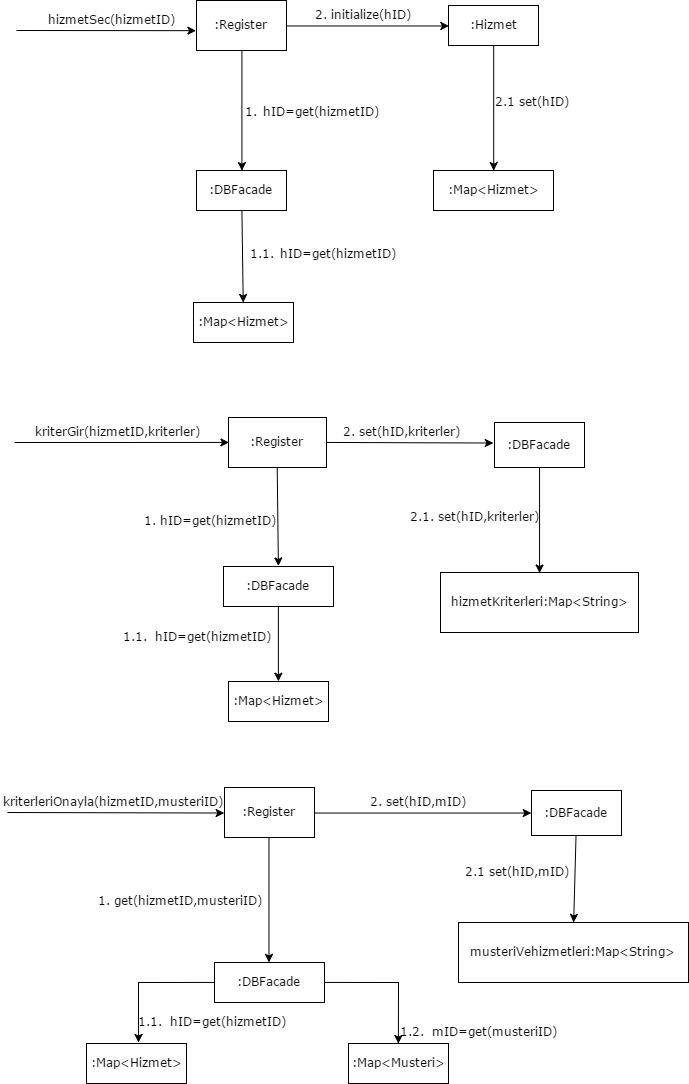 hizmetSec(hizmetID)
:Register
2. initialize(hID)
:Hizmet
1. hID=get(hizmetID)
2.1 set(hID)
:DBFacade
:Map<Hizmet>
1.1. hID=get(hizmetID)
:Map<Hizmet>
kriterGir(hizmetID,kriterler)
:Register
2. set(hID,kriterler)
:DBFacade
1. hID=get(hizmetID)
2.1. set(hID,kriterler)
:DBFacade
hizmetKriterleri:Map<String>
1.1. hID=get(hizmetID)
:Map<Hizmet>
kriterleriOnayla(hizmetID,musteriID)
:Register
2. set(hID,mID)
:DBFacade
1. get(hizmetID,musteriID)
2.1 set(hID,mID)
musteriVehizmetleri:Map<String>
:DBFacade
1.1. hID=get(hizmetID)
1.2. mID=get(musteriID)
:Map<Hizmet>
:Map<Musteri>